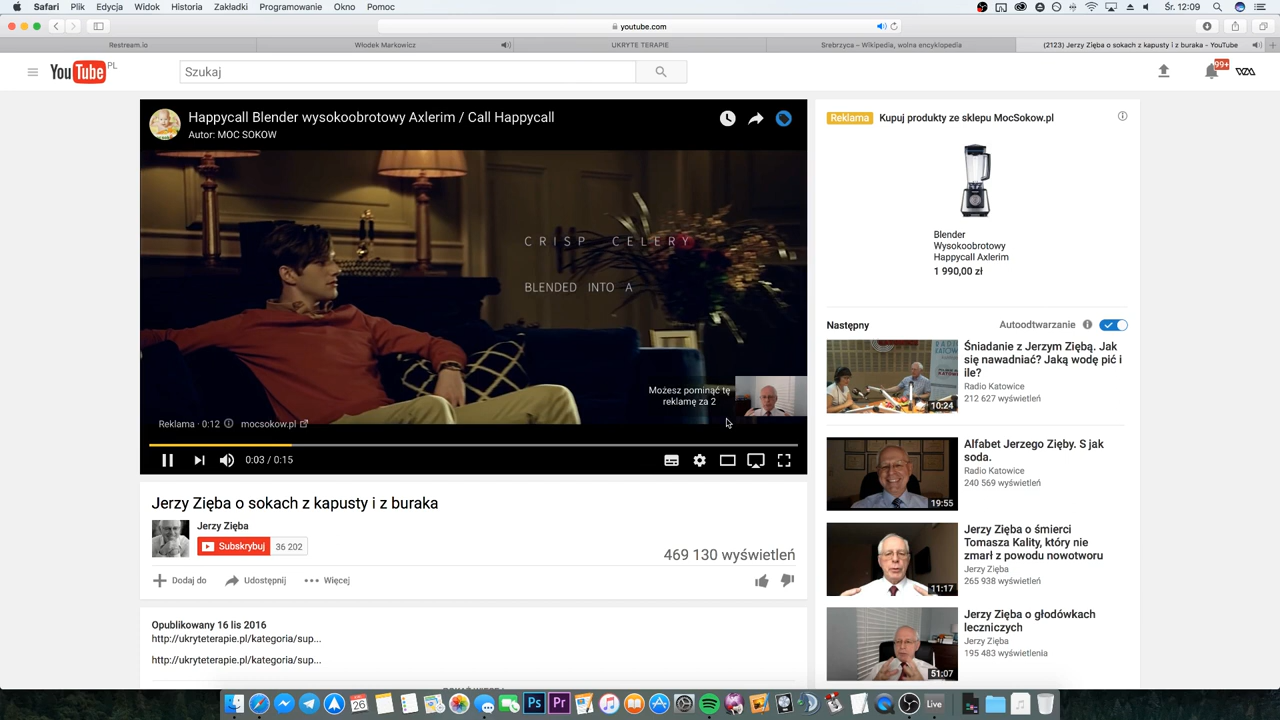 Safari Plik Edycja Widok Historia Zakładki Programowanie Okno Pomoc
Śr. 12:09
youtube.com
Restream.io
Włodek Markowicz
UKRYTE TERAPIE
Srebrzyca – Wikipedia, wolna encyklopedia
(2123) Jerzy Zięba o sokach z kapusty i z buraka - YouTube
YouTube PL
Szukaj
99+
Happycall Blender wysokoobrotowy Axlerim / Call Happycall
Autor: MOC SOKOW
CRISP CELERY
BLENDED INTO A
Możesz pominąć tę
reklamę za 2
Reklama · 0:12 mocsokow.pl
0:03 / 0:15
Jerzy Zięba o sokach z kapusty i z buraka
Jerzy Zięba
Subskrybuj 36 202
469 130 wyświetleń
Dodaj do Udostępnij Więcej
Opublikowany 16 lis 2016
http://ukryteterapie.pl/kategoria/sup...
http://ukryteterapie.pl/kategoria/sup...
Reklama Kupuj produkty ze sklepu MocSokow.pl
Blender
Wysokoobrotowy
Happycall Axlerim
1 990,00 zł
Następny
Autoodtwarzanie
Śniadanie z Jerzym Ziębą. Jak
się nawadniać? Jaką wodę pić i
ile?
Radio Katowice
212 627 wyświetleń
10:24
Alfabet Jerzego Zięby. S jak
soda.
Radio Katowice
240 569 wyświetleń
19:55
Jerzy Zięba o śmierci
Tomasza Kality, który nie
zmarł z powodu nowotworu
Jerzy Zięba
265 938 wyświetleń
11:17
Jerzy Zięba o głodówkach
leczniczych
Jerzy Zięba
195 483 wyświetlenia
51:07
26
Ps
Pr
Live